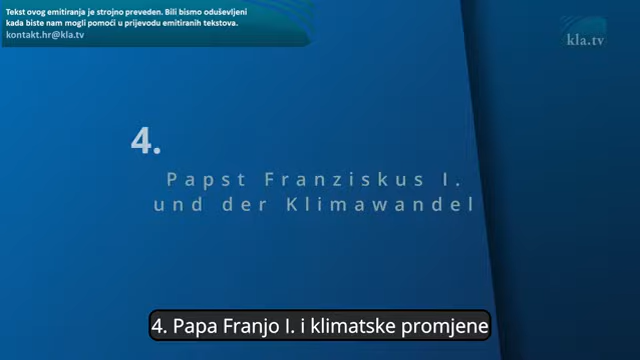 Tekst ovog emitiranja je strojno preveden. Bili bismo oduševljeni
kada biste nam mogli pomoći u prijevodu emitiranih tekstova.
kontakt.hr@kla.tv
kla.tv
4.
Papst Franziskus I.
und der Klimawandel
4. Papa Franjo I. i klimatske promjene